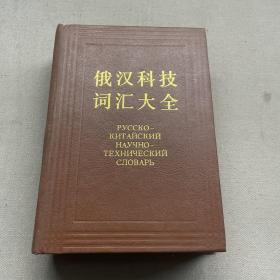 俄汉科技
词汇大全
РУССКО-
КИТАЙСКИЙ
НАУЧНО-
ТЕХНИЧЕСКИЙ
СЛОВАРЬ